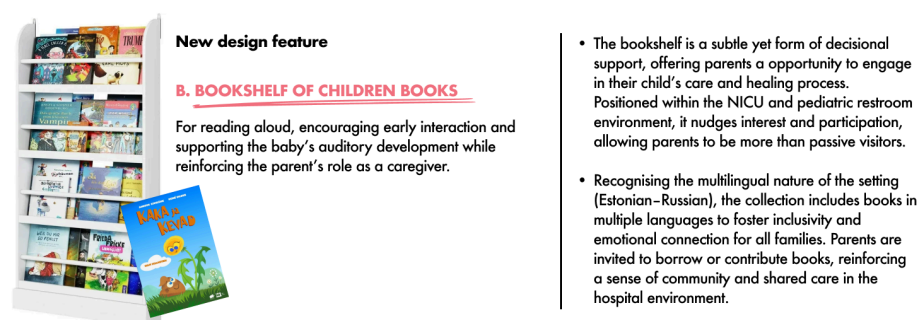 New design feature
B. BOOKSHELF OF CHILDREN BOOKS
For reading aloud, encouraging early interaction and
supporting the baby's auditory development while
reinforcing the parent's role as a caregiver.
KAKA JA
KEVAD
• The bookshelf is a subtle yet form of decisional
support, offering parents a opportunity to engage
in their child's care and healing process.
Positioned within the NICU and pediatric restroom
environment, it nudges interest and participation,
allowing parents to be more than passive visitors.
• Recognising the multilingual nature of the setting
(Estonian–Russian), the collection includes books in
multiple languages to foster inclusivity and
emotional connection for all families. Parents are
invited to borrow or contribute books, reinforcing
a sense of community and shared care in the
hospital environment.